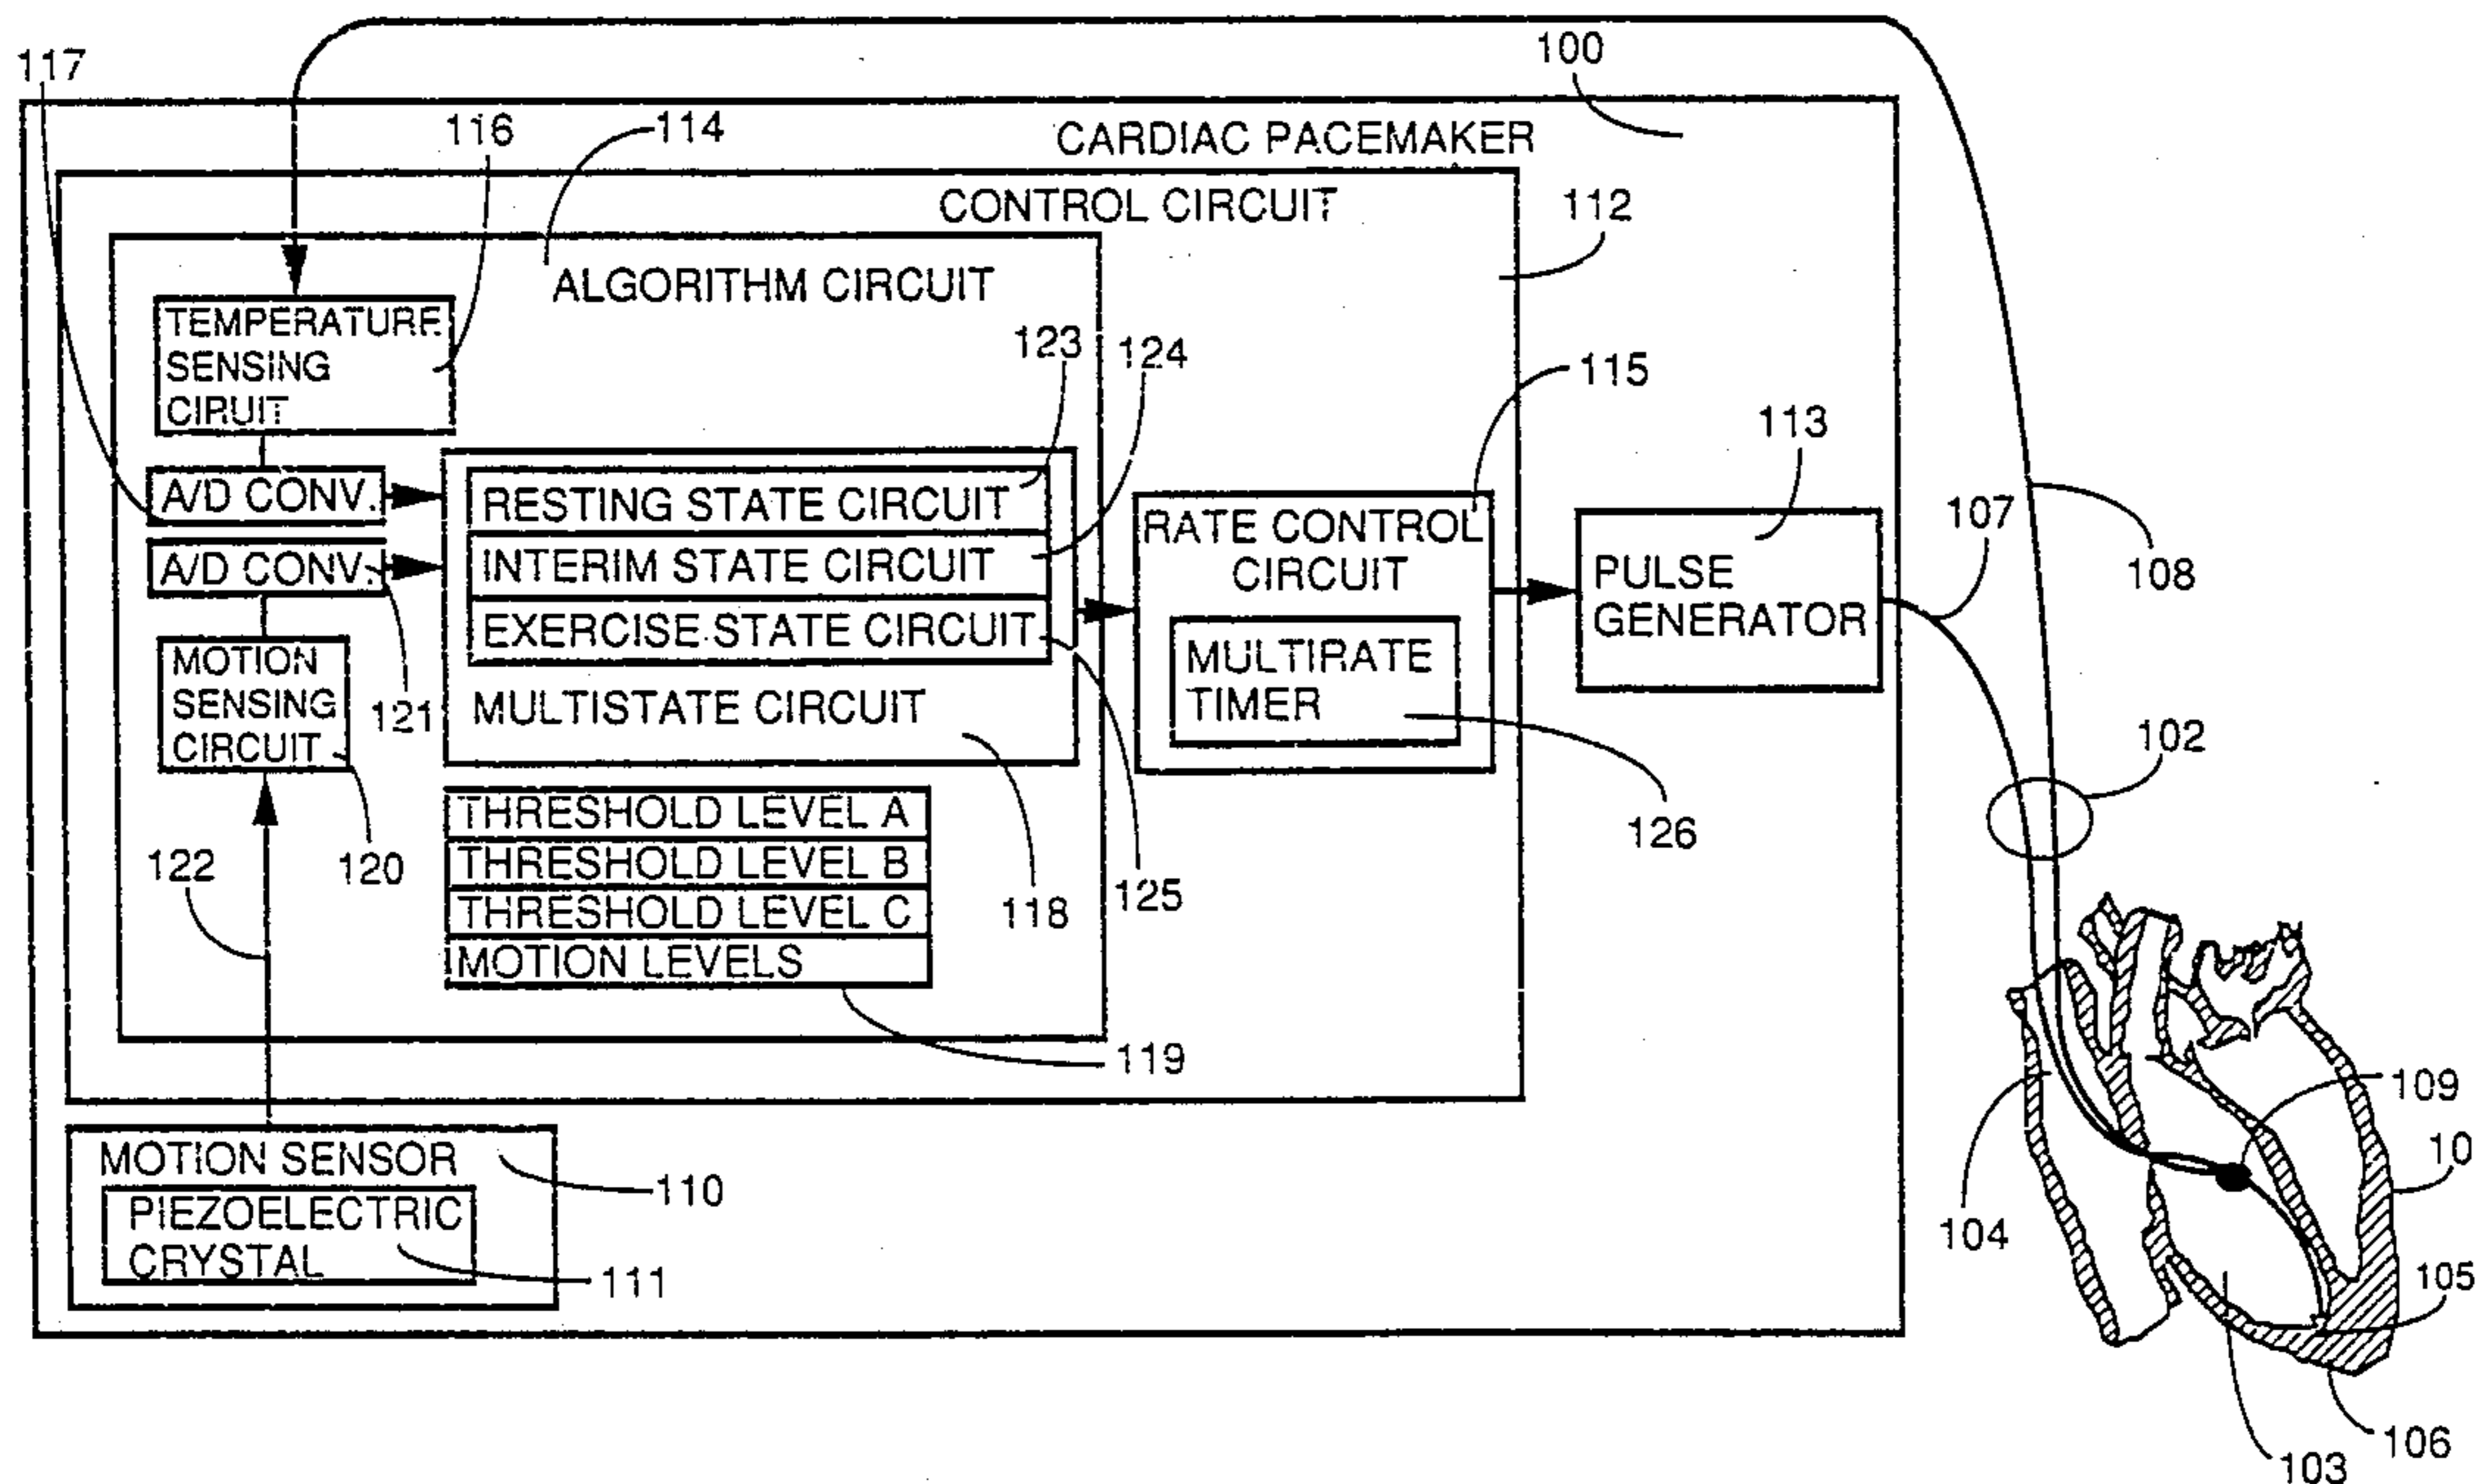 100
117
116
114
CARDIAC PACEMAKER
CONTROL CIRCUIT
112
ALGORITHM CIRCUIT
TEMPERATURE
SENSING
CIRUIT
123
124
115
113
A/D CONV.
RESTING STATE CIRCUIT
A/D CONV.
INTERIM STATE CIRCUIT
EXERCISE STATE CIRCUIT
MULTISTATE CIRCUIT
RATE CONTROL
CIRCUIT
MULTIRATE
TIMER
PULSE
GENERATOR
107
108
MOTION
SENSING
CIRCUIT
121
102
126
122
120
THRESHOLD LEVEL A
THRESHOLD LEVEL B
THRESHOLD LEVEL C
MOTION LEVELS
118
125
119
109
10
104
105
MOTION SENSOR
110
PIEZOELECTRIC
CRYSTAL
111
106
103